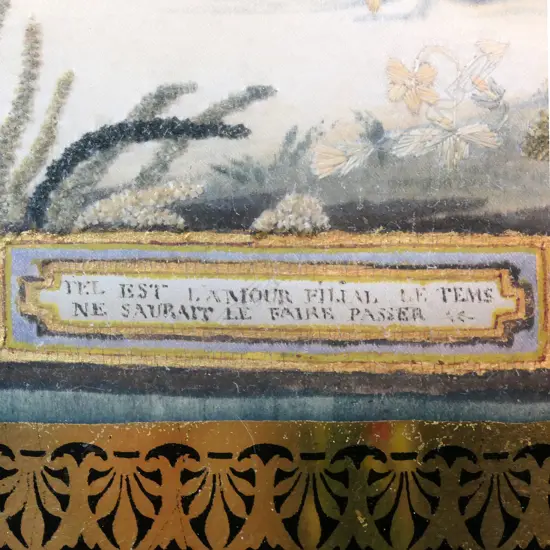 TEL EST L'AMOUR FILIAL LE TEMS
NE SAURAIT LE FAIRE PASSER